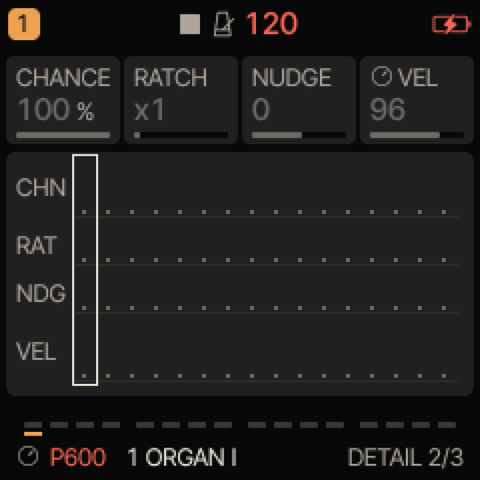 1 120
CHANCE RATCH NUDGE VEL
100 % x1 0 96
CHN
RAT
NDG
VEL
P600 1 ORGAN I DETAIL 2/3